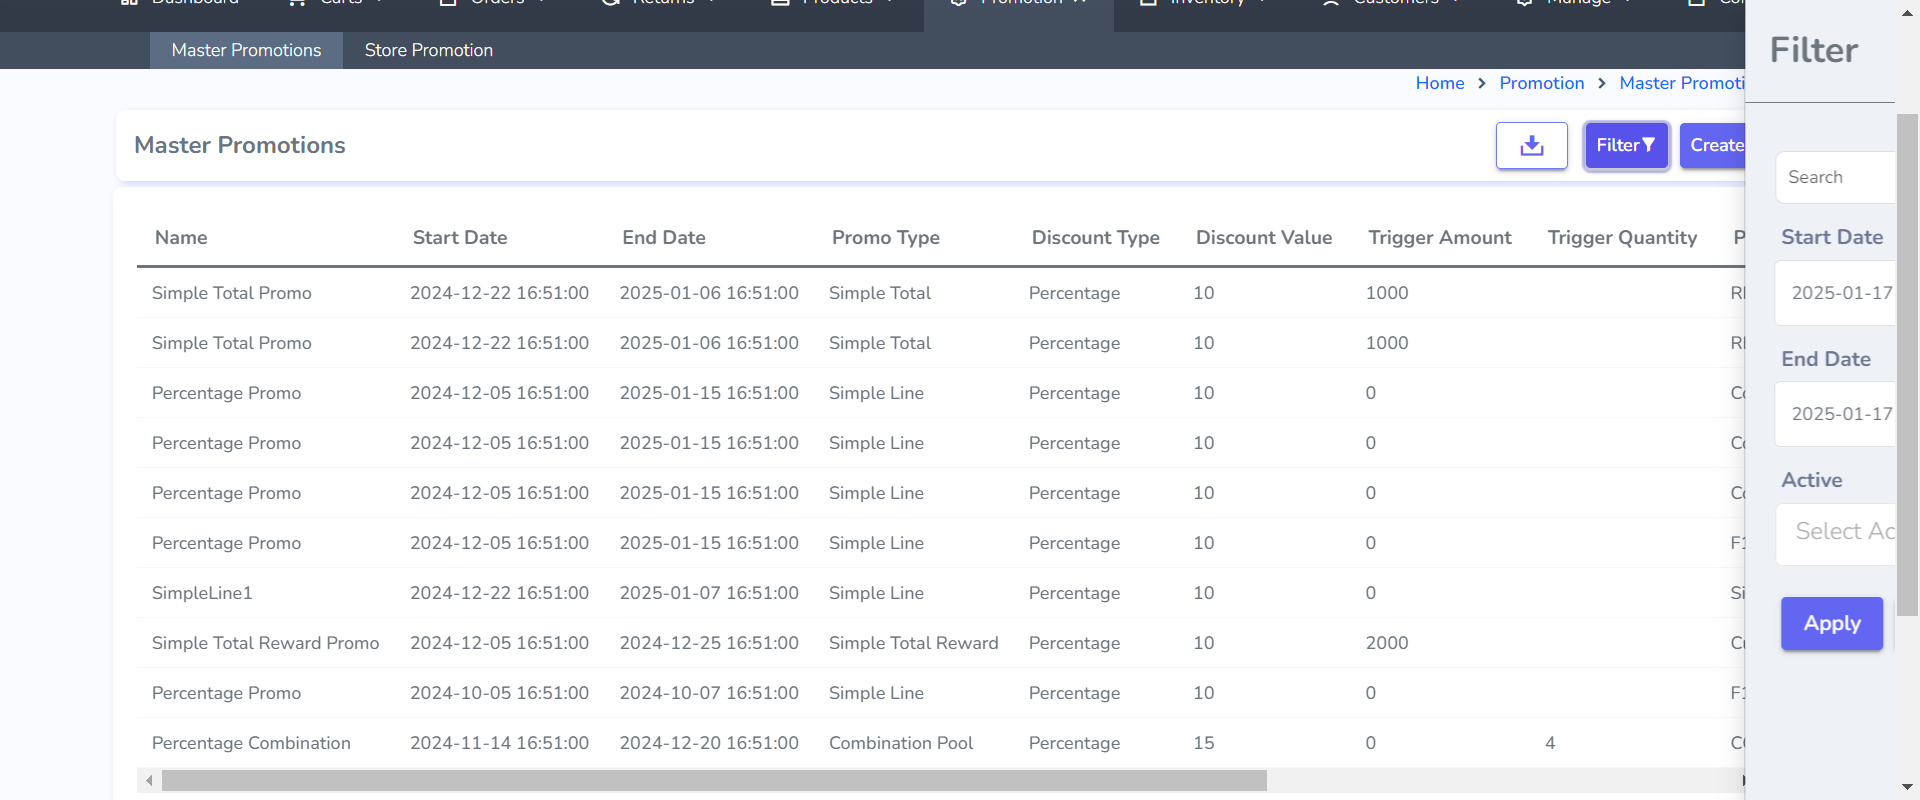 Dashboard Carts Orders Returns Products Promotion Inventory Customers Manage
Master Promotions Store Promotion
Filter
Home > Promotion > Master Promoti
Master Promotions
Filter Create
Search
Name Start Date End Date Promo Type Discount Type Discount Value Trigger Amount Trigger Quantity P
Start Date
Simple Total Promo 2024-12-22 16:51:00 2025-01-06 16:51:00 Simple Total Percentage 10 1000
2025-01-17
Simple Total Promo 2024-12-22 16:51:00 2025-01-06 16:51:00 Simple Total Percentage 10 1000
End Date
Percentage Promo 2024-12-05 16:51:00 2025-01-15 16:51:00 Simple Line Percentage 10 0
2025-01-17
Percentage Promo 2024-12-05 16:51:00 2025-01-15 16:51:00 Simple Line Percentage 10 0
Active
Percentage Promo 2024-12-05 16:51:00 2025-01-15 16:51:00 Simple Line Percentage 10 0
Select Ac
Percentage Promo 2024-12-05 16:51:00 2025-01-15 16:51:00 Simple Line Percentage 10 0 F1
SimpleLine1 2024-12-22 16:51:00 2025-01-07 16:51:00 Simple Line Percentage 10 0 Si
Apply
Simple Total Reward Promo 2024-12-05 16:51:00 2024-12-25 16:51:00 Simple Total Reward Percentage 10 2000
Percentage Promo 2024-10-05 16:51:00 2024-10-07 16:51:00 Simple Line Percentage 10 0 F1
Percentage Combination 2024-11-14 16:51:00 2024-12-20 16:51:00 Combination Pool Percentage 15 0 4